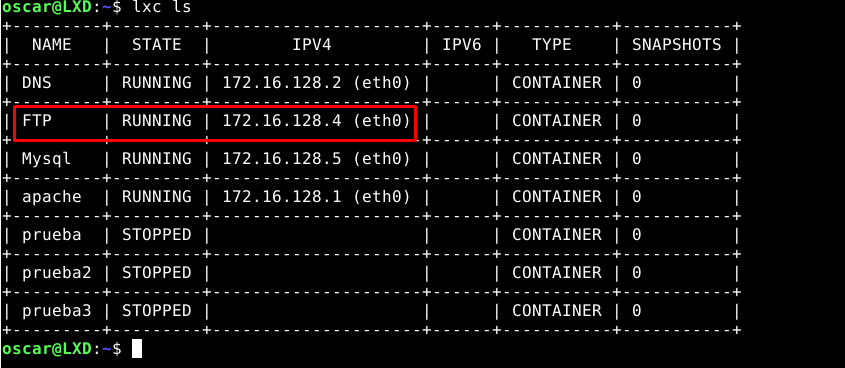 oscar@LXD:~$ lxc ls
+---------+---------+---------------------+------+-----------+-----------+
| NAME | STATE | IPV4 | IPV6 | TYPE | SNAPSHOTS |
+---------+---------+---------------------+------+-----------+-----------+
| DNS | RUNNING | 172.16.128.2 (eth0) | | CONTAINER | 0 |
+---------+---------+---------------------+------+-----------+-----------+
| FTP | RUNNING | 172.16.128.4 (eth0) | | CONTAINER | 0 |
+---------+---------+---------------------+------+-----------+-----------+
| Mysql | RUNNING | 172.16.128.5 (eth0) | | CONTAINER | 0 |
+---------+---------+---------------------+------+-----------+-----------+
| apache | RUNNING | 172.16.128.1 (eth0) | | CONTAINER | 0 |
+---------+---------+---------------------+------+-----------+-----------+
| prueba | STOPPED | | | CONTAINER | 0 |
+---------+---------+---------------------+------+-----------+-----------+
| prueba2 | STOPPED | | | CONTAINER | 0 |
+---------+---------+---------------------+------+-----------+-----------+
| prueba3 | STOPPED | | | CONTAINER | 0 |
+---------+---------+---------------------+------+-----------+-----------+
oscar@LXD:~$